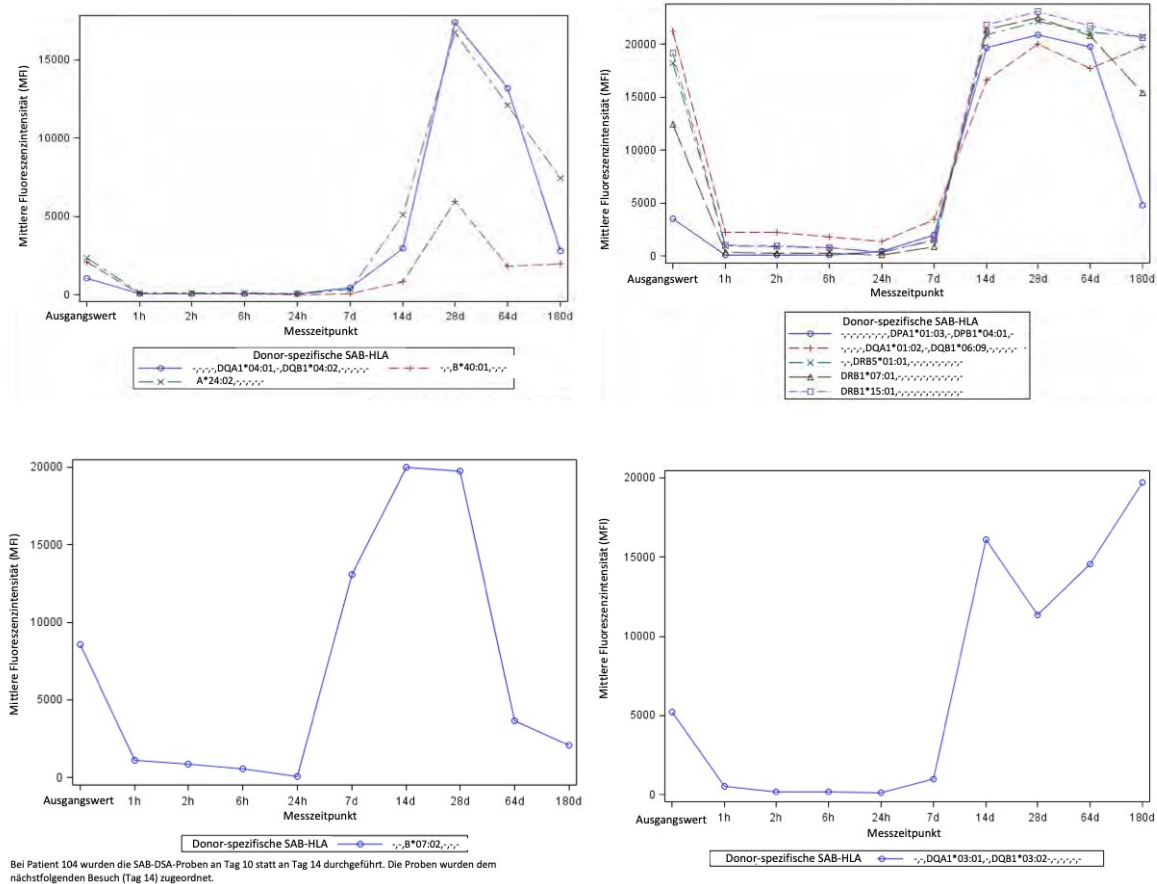 Mittlere Fluoreszenzintensität (MFI)
15000
10000
5000
0
Ausgangswert 1h 2h 6h 24h 7d 14d 28d 64d 180d
Messzeitpunkt
Donor-spezifische SAB-HLA
-,-,-,-,DQA1*04:01,-,DQB1*04:02,-,-,-,-,- -,-,B*40:01,-,-,-
A*24:02,-,-,-,-,-
Mittlere Fluoreszenzintensität (MFI)
20000
15000
10000
5000
0
Ausgangswert 1h 2h 6h 24h 7d 14d 28d 64d 180d
Messzeitpunkt
Donor-spezifische SAB-HLA
-,-,-,-,-,-,-,-,DPA1*01:03,-,DPB1*04:01,-
-,-,-,-,DQA1*01:02,-,DQB1*06:09,-,-,-,-,-
-,-,DRB5*01:01,-,-,-,-,-,-,-,-,-
DRB1*07:01,-,-,-,-,-,-,-,-,-,-,-
DRB1*15:01,-,-,-,-,-,-,-,-,-,-,-
Mittlere Fluoreszenzintensität (MFI)
20000
15000
10000
5000
0
Ausgangswert 1h 2h 6h 24h 7d 14d 28d 64d 180d
Messzeitpunkt
Donor-spezifische SAB-HLA -,-,B*07:02,-,-,-
Bei Patient 104 wurden die SAB-DSA-Proben an Tag 10 statt an Tag 14 durchgeführt. Die Proben wurden dem
nächstfolgenden Besuch (Tag 14) zugeordnet.
Mittlere Fluoreszenzintensität (MFI)
20000
15000
10000
5000
0
Ausgangswert 1h 2h 6h 24h 7d 14d 28d 64d 180d
Messzeitpunkt
Donor-spezifische SAB-HLA -,-,DQA1*03:01,-,DQB1*03:02-,-,-,-,-,-